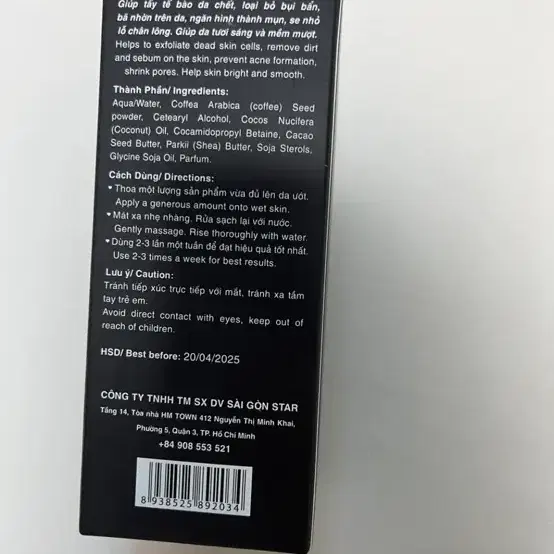 Giúp tẩy tế bào da chết, loại bỏ bụi bẩn,
bã nhờn trên da, ngăn hình thành mụn, se nhỏ
lỗ chân lông. Giúp da tươi sáng và mềm mượt.
Helps to exfoliate dead skin cells, remove dirt
and sebum on the skin, prevent acne formation,
shrink pores. Help skin bright and smooth.
Thành Phần/ Ingredients:
Aqua/Water, Coffea Arabica (coffee) Seed
powder, Cetearyl Alcohol, Cocos Nucifera
(Coconut) Oil, Cocamidopropyl Betaine, Cacao
Seed Butter, Parkii (Shea) Butter, Soja Sterols,
Glycine Soja Oil, Parfum.
Cách Dùng/ Directions:
• Thoa một lượng sản phẩm vừa đủ lên da ướt.
Apply a generous amount onto wet skin.
• Mát xa nhẹ nhàng. Rửa sạch lại với nước.
Gently massage. Rise thoroughly with water.
• Dùng 2-3 lần một tuần để đạt hiệu quả tốt nhất.
Use 2-3 times a week for best results.
Lưu ý/ Caution:
Tránh tiếp xúc trực tiếp với mắt, tránh xa tầm
tay trẻ em.
Avoid direct contact with eyes, keep out of
reach of children.
HSD/ Best before: 20/04/2025
CÔNG TY TNHH TM SX DV SÀI GÒN STAR
Tầng 14, Tòa nhà HM TOWN 412 Nguyễn Thị Minh Khai,
Phường 5, Quận 3, TP. Hồ Chí Minh
+84 908 553 521
8 938525 892034